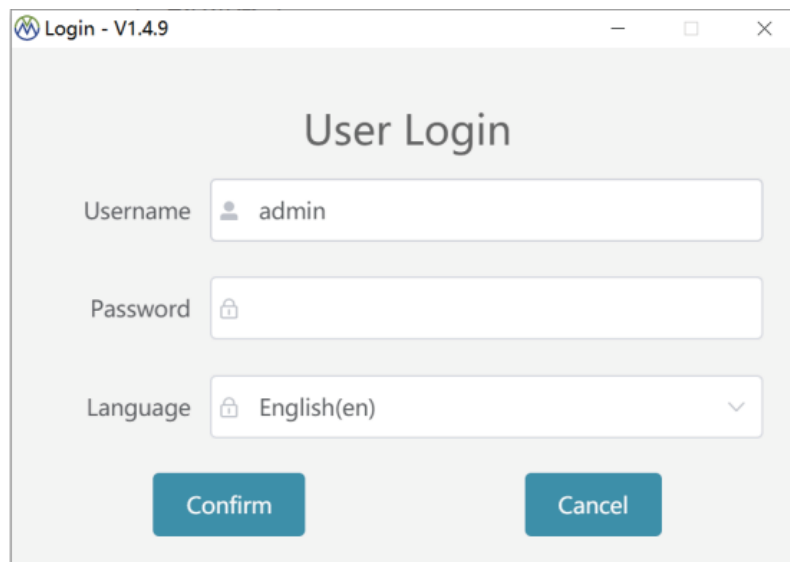 Login - V1.4.9
User Login
Username admin
Password
Language English(en)
Confirm Cancel